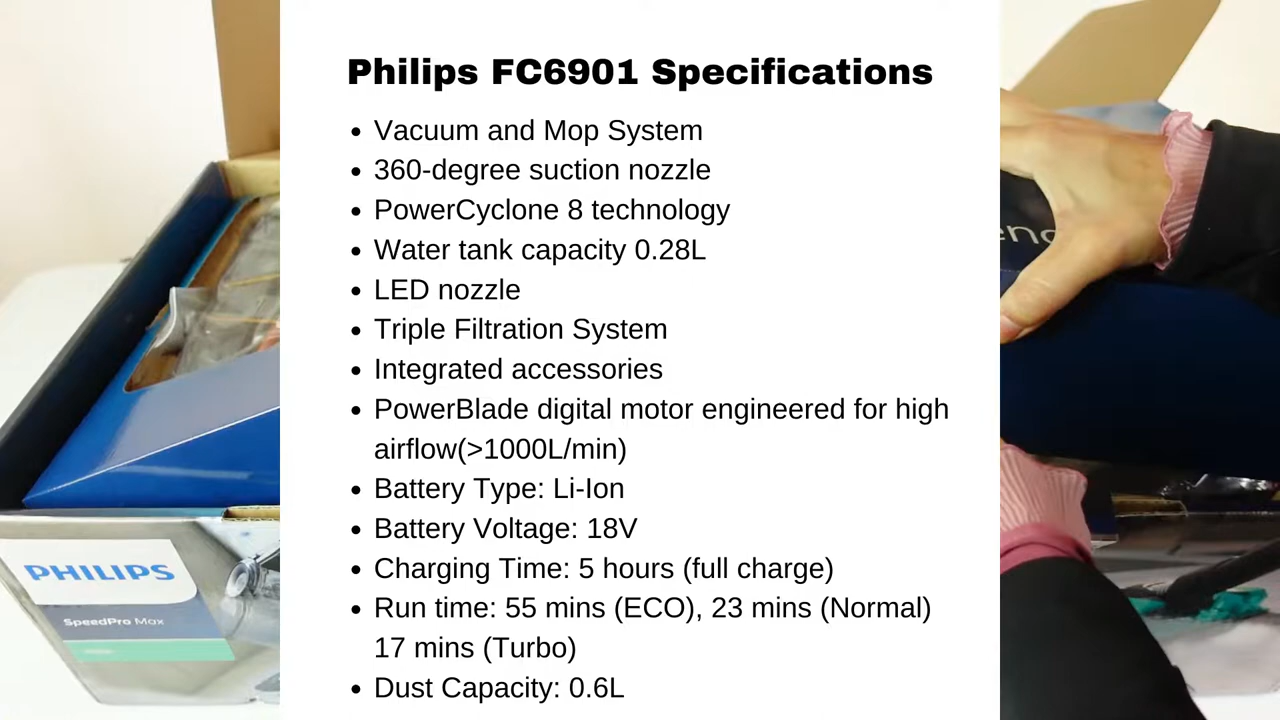 Philips FC6901 Specifications
• Vacuum and Mop System
• 360-degree suction nozzle
• PowerCyclone 8 technology
• Water tank capacity 0.28L
• LED nozzle
• Triple Filtration System
• Integrated accessories
• PowerBlade digital motor engineered for high
airflow(>1000L/min)
• Battery Type: Li-Ion
• Battery Voltage: 18V
• Charging Time: 5 hours (full charge)
• Run time: 55 mins (ECO), 23 mins (Normal)
17 mins (Turbo)
• Dust Capacity: 0.6L
PHILIPS
SpeedPro Max